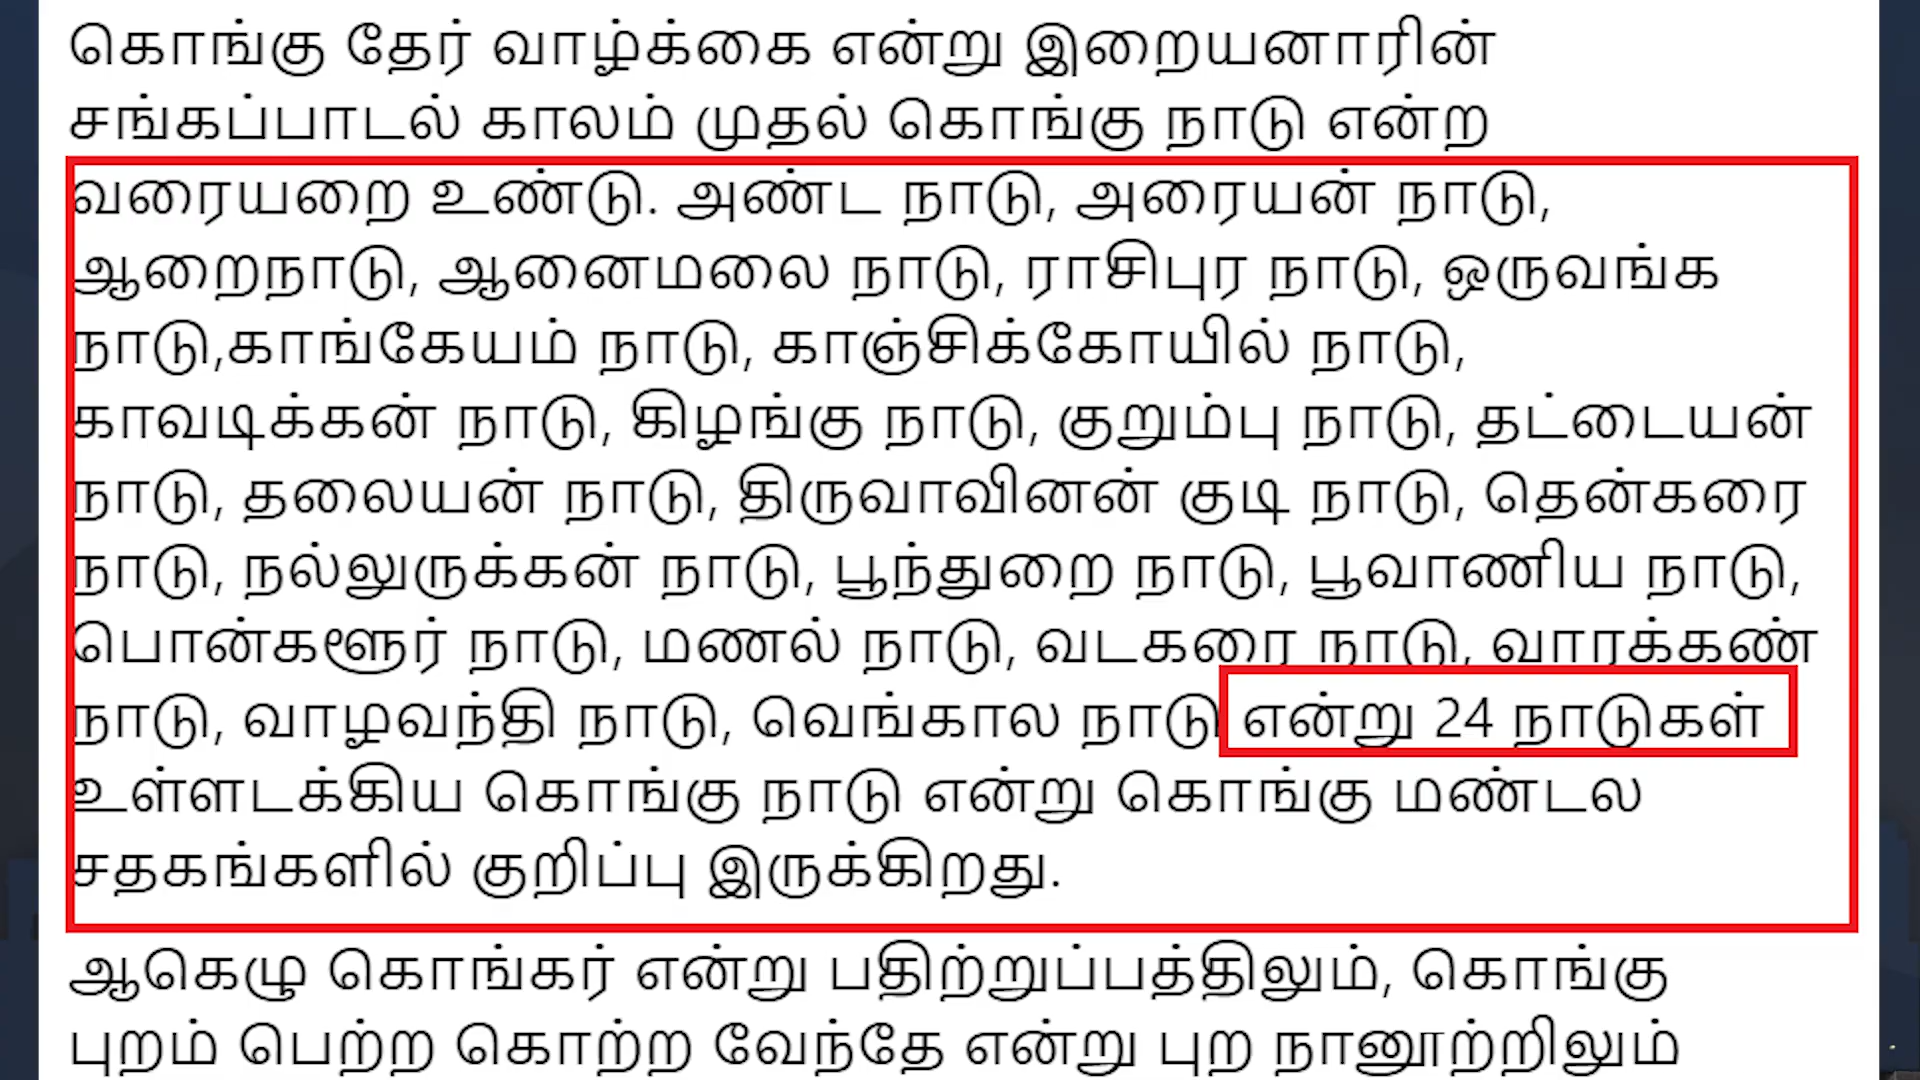 கொங்கு தேர் வாழ்க்கை என்று இறையனாரின்
சங்கப்பாடல் காலம் முதல் கொங்கு நாடு என்ற
வரையறை உண்டு. அண்ட நாடு, அரையன் நாடு,
ஆறைநாடு, ஆனைமலை நாடு, ராசிபுர நாடு, ஒருவங்க
நாடு,காங்கேயம் நாடு, காஞ்சிக்கோயில் நாடு,
காவடிக்கன் நாடு, கிழங்கு நாடு, குறும்பு நாடு, தட்டையன்
நாடு, தலையன் நாடு, திருவாவினன் குடி நாடு, தென்கரை
நாடு, நல்லுருக்கன் நாடு, பூந்துறை நாடு, பூவாணிய நாடு,
பொன்களூர் நாடு, மணல் நாடு, வடகரை நாடு, வாரக்கண்
நாடு, வாழவந்தி நாடு, வெங்கால நாடு என்று 24 நாடுகள்
உள்ளடக்கிய கொங்கு நாடு என்று கொங்கு மண்டல
சதகங்களில் குறிப்பு இருக்கிறது.
ஆகெழு கொங்கர் என்று பதிற்றுப்பத்திலும், கொங்கு
புறம் பெற்ற கொற்ற வேந்தே என்று புற நானூற்றிலும்